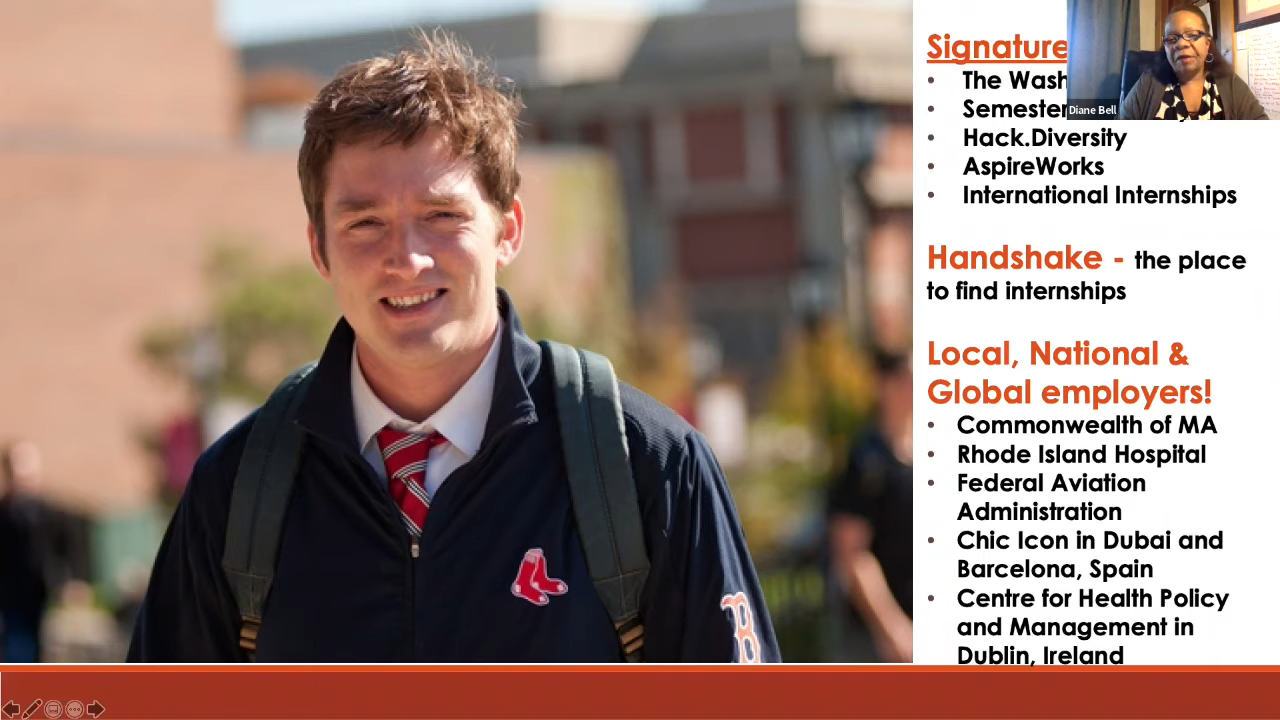 Signature
The Wash
Semester
Hack.Diversity
AspireWorks
International Internships
Handshake - the place
to find internships
Local, National &
Global employers!
Commonwealth of MA
Rhode Island Hospital
Federal Aviation
Administration
Chic Icon in Dubai and
Barcelona, Spain
Centre for Health Policy
and Management in
Dublin, Ireland
Diane Bell
B